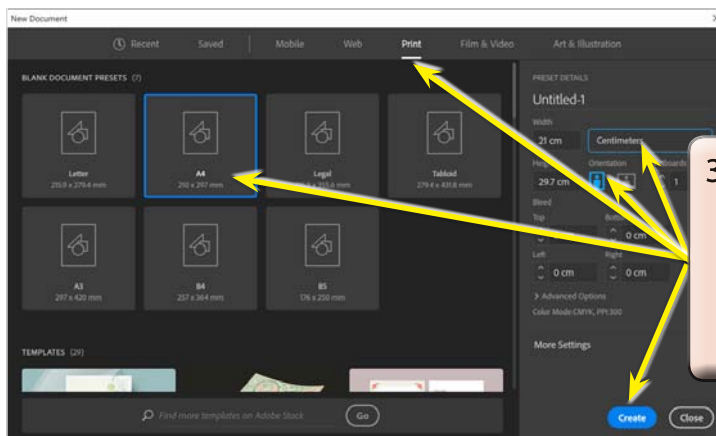 New Document
Recent Saved Mobile Web Print Film & Video Art & Illustration
BLANK DOCUMENT PRESETS (7)
Letter
215.9 x 279.4 mm
A4
210 x 297 mm
Legal
Tabloid
279.4 x 431.8 mm
A3
297 x 420 mm
B4
257 x 364 mm
B5
176 x 250 mm
TEMPLATES (29)
Find more templates on Adobe Stock Go
PRESET DETAILS
Untitled-1
Width
21 cm Centimeters
Orientation
29.7 cm 1
Bleed
Top
0 cm
Left Right
0 cm 0 cm
> Advanced Options
Color Mode:CMYK, PPI:300
More Settings
Create Close
3